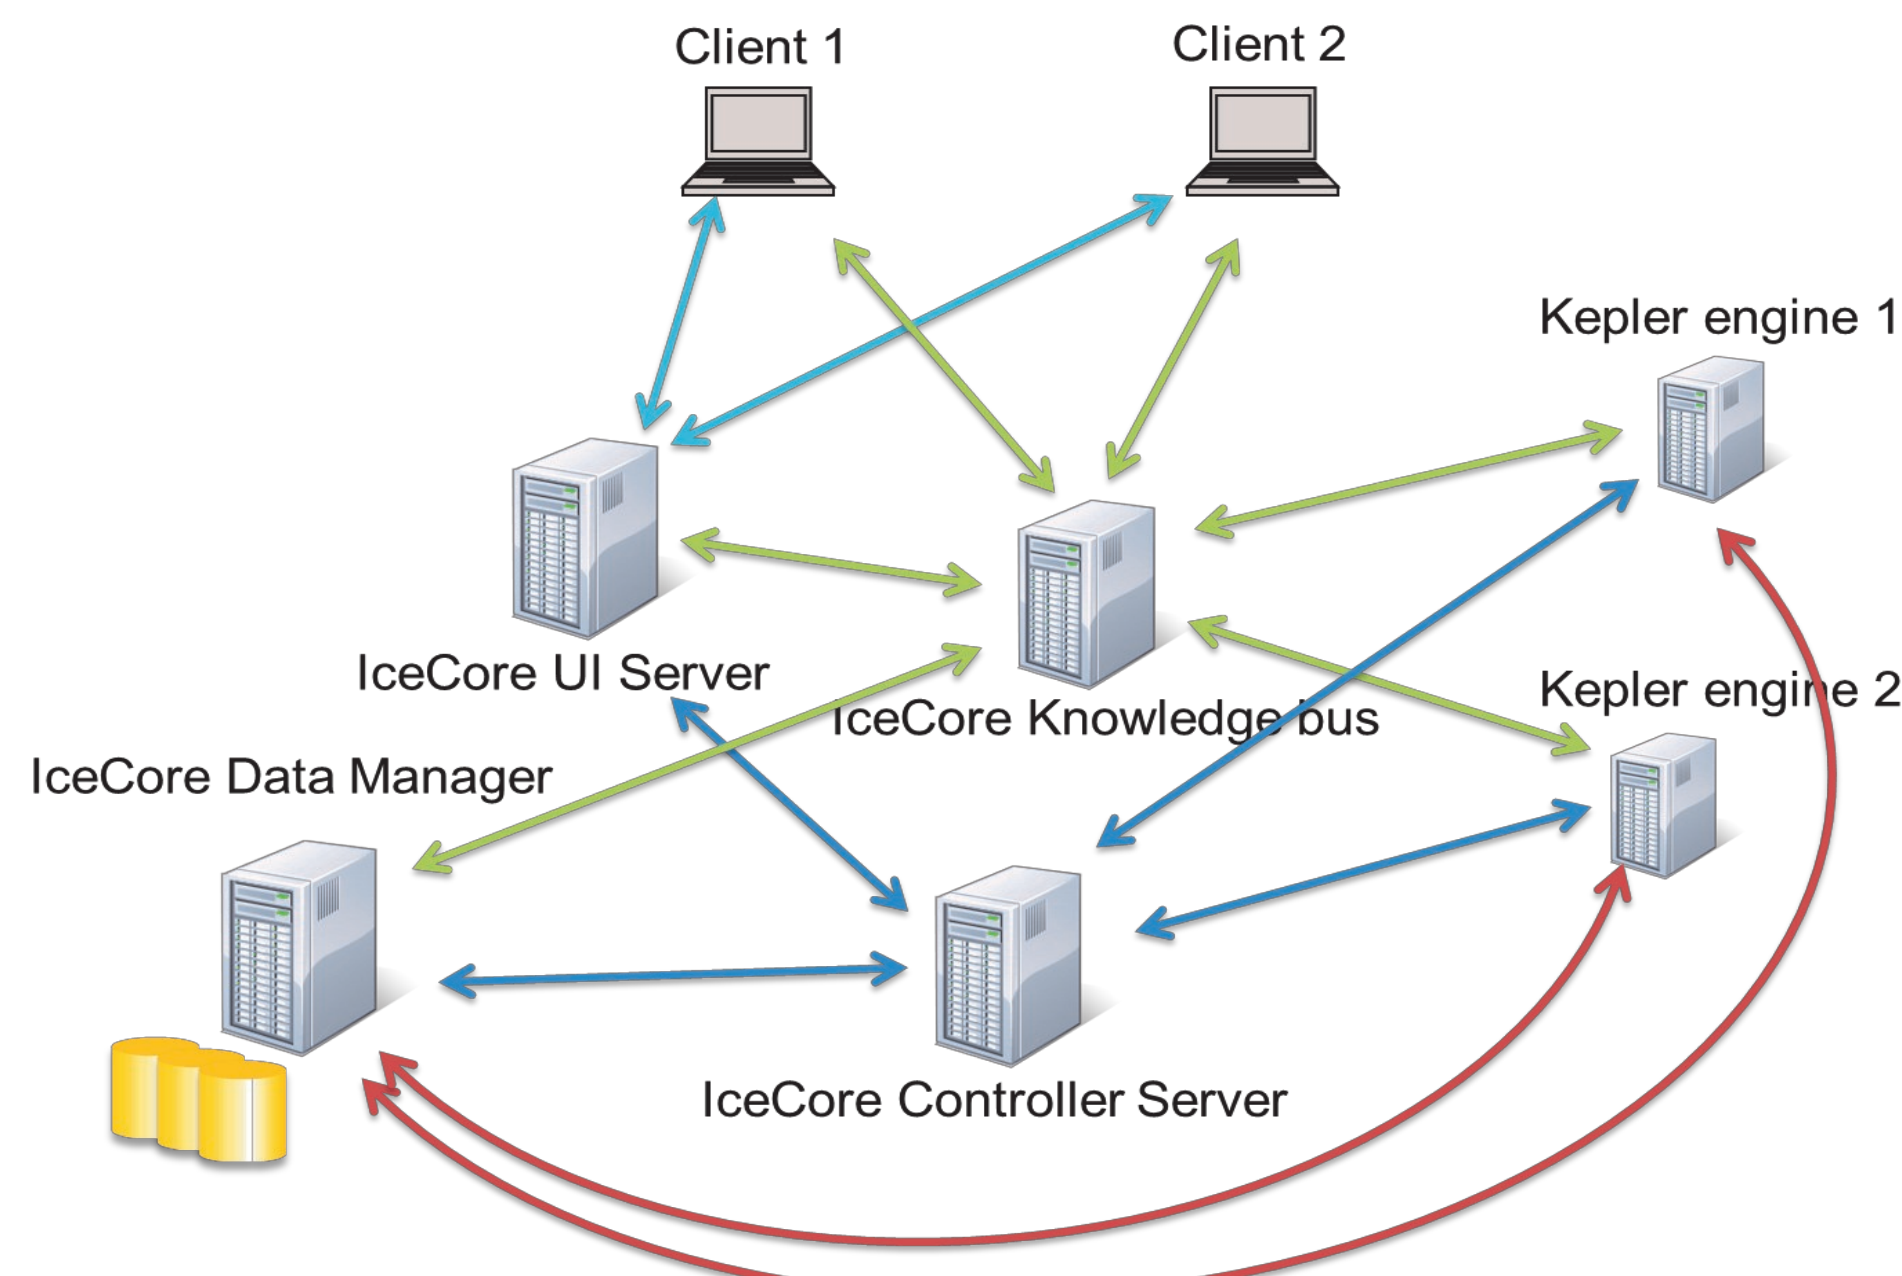 Client 1
Client 2
Kepler engine 1
IceCore UI Server
IceCore Knowledge bus
Kepler engine 2
IceCore Data Manager
IceCore Controller Server